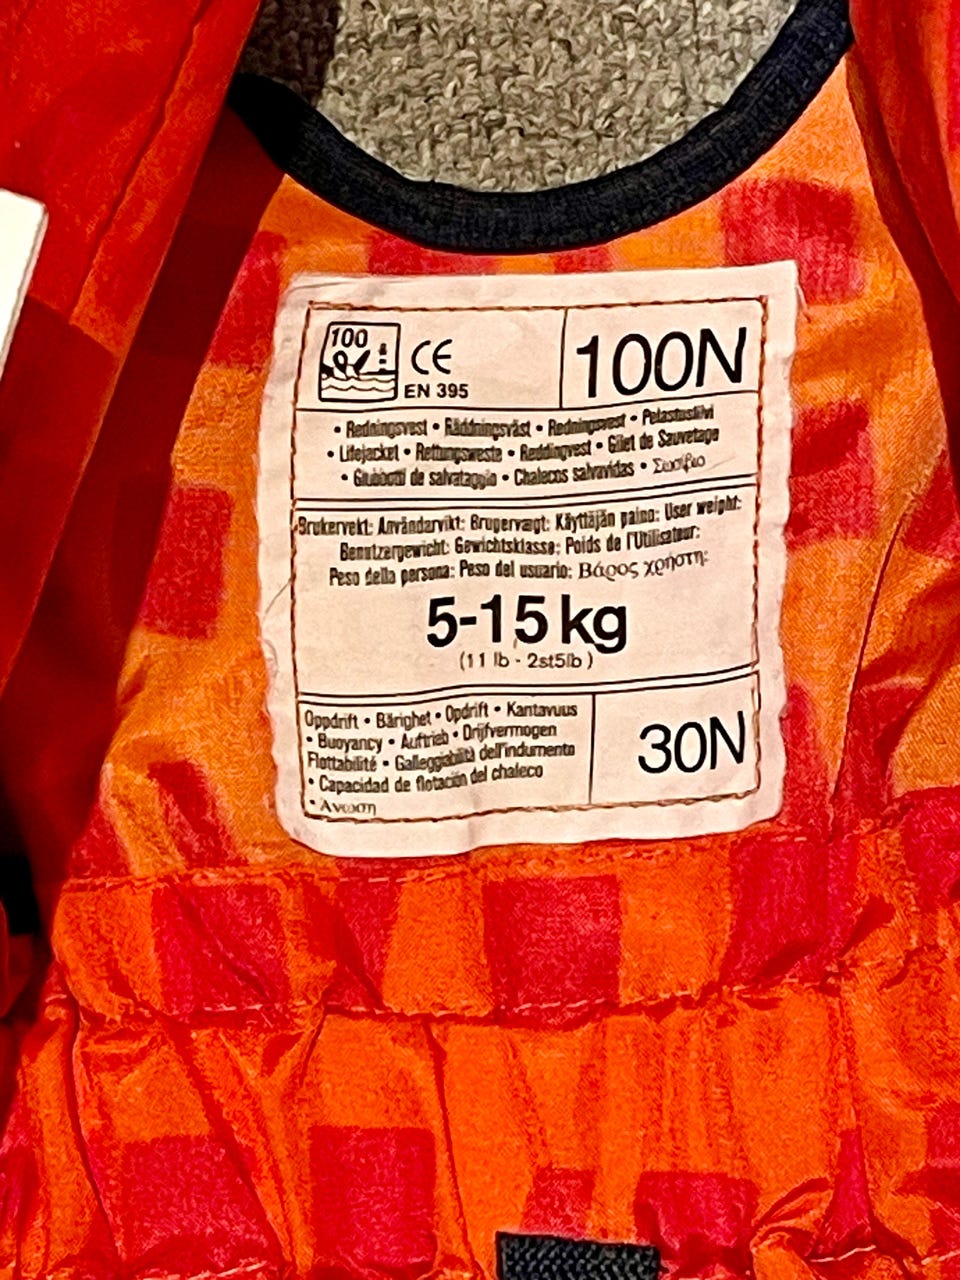 100
CE
EN 395
100N
• Redningsvest • Räddningsväst • Redningsvest • Pelastusliivi
• Lifejacket • Rettungsweste • Reddingvest • Gilet de Sauvetage
• Giubbotti de salvataggio • Chalecos salvavidas • Σωσίβιο
Brukervekt: Användarvikt: Brugervægt: Käyttäjän paino: User weight:
Benutzergewicht: Gewichtsklasse: Poids de l'Utilisateur:
Peso della persona: Peso del usuario: Βάρος χρήστη:
5-15 kg
(11 lb - 2st5lb)
Oppdrift • Bärighet • Opdrift • Kantavuus
• Buoyancy • Auftrieb • Drijfvermogen
Flottabilité • Galleggiabilità dell'indumento
• Capacidad de flotación del chaleco
• Άνωση
30N